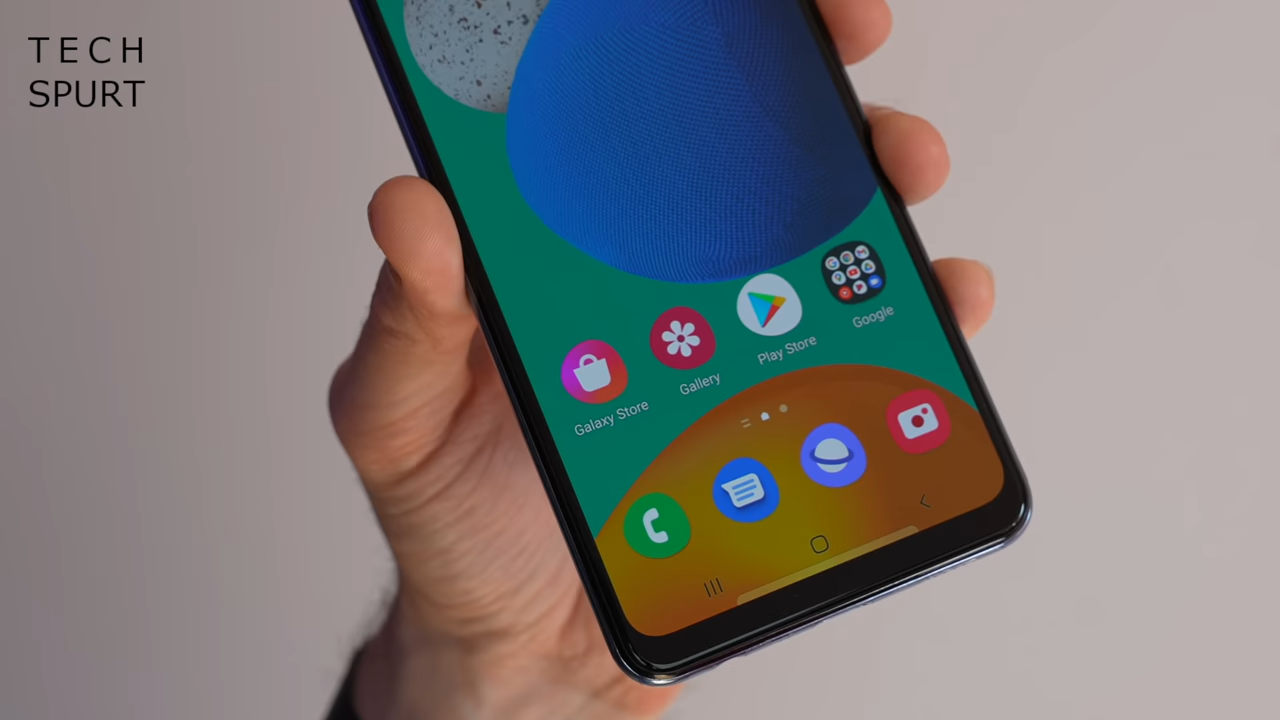 TECH
SPURT
Galaxy Store
Gallery
Play Store
Google